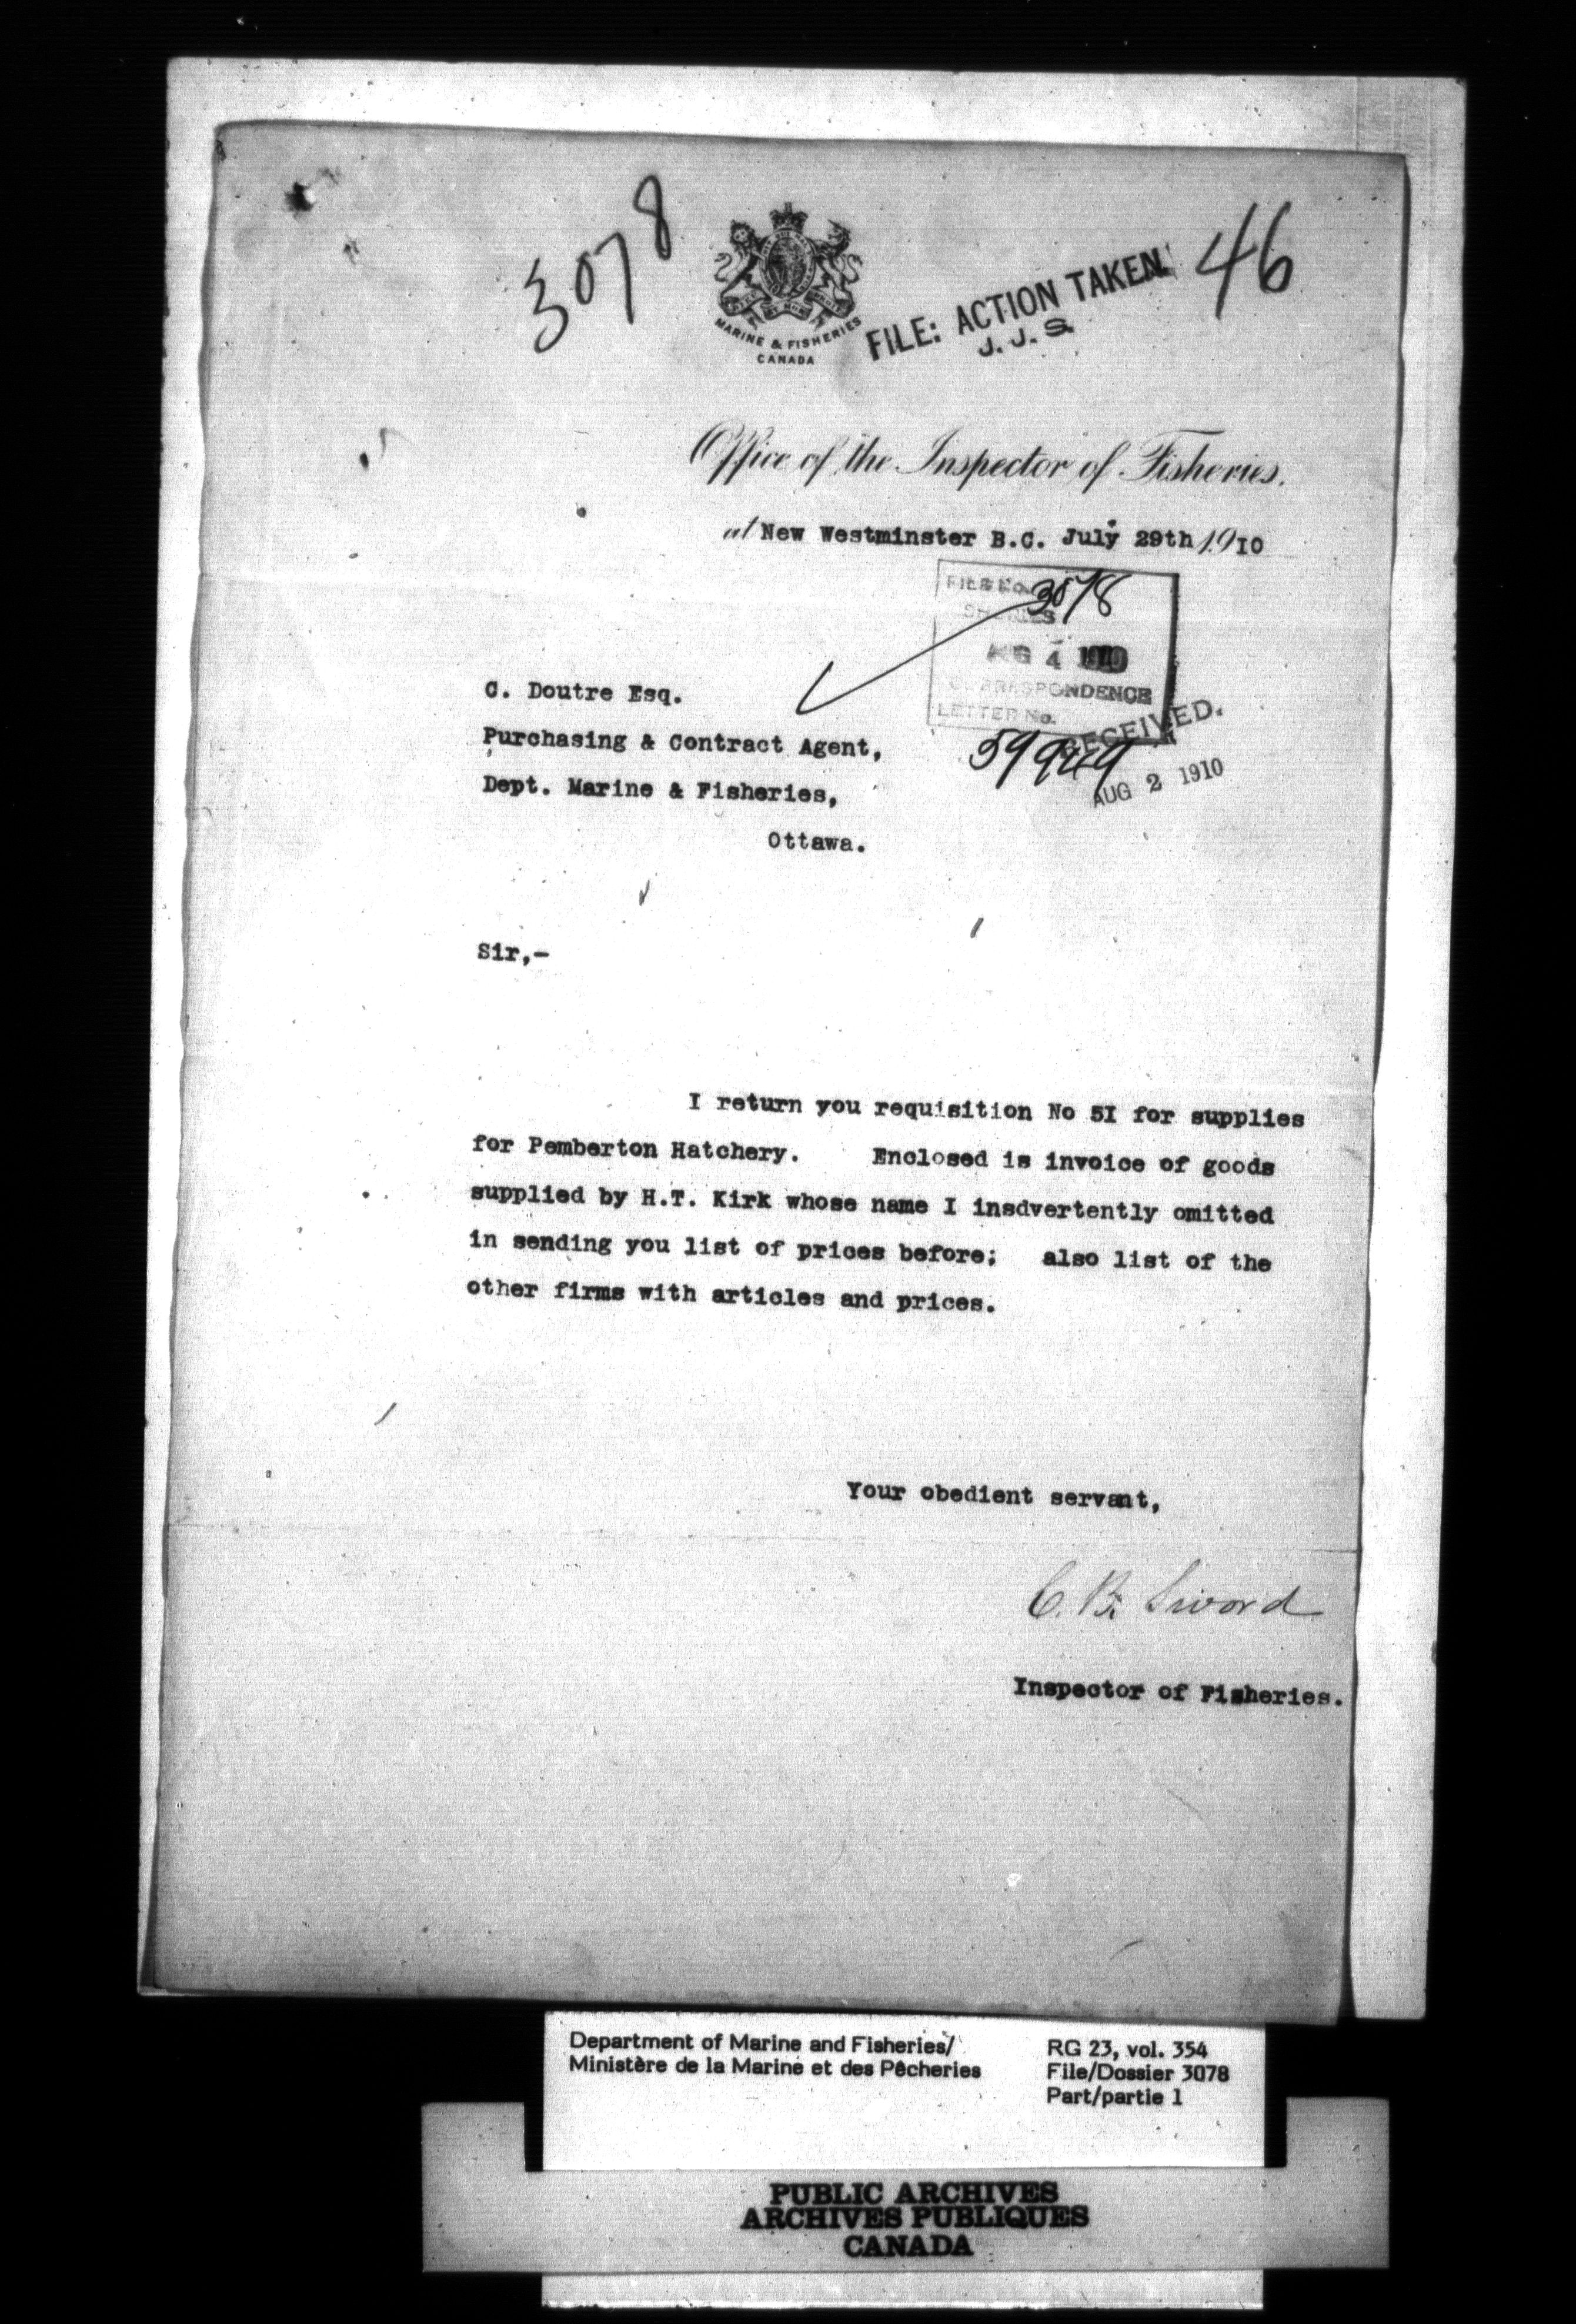 3078
46
MARINE & FISHERIES
CANADA
FILE: ACTION TAKEN
J. J. S.
Office of the Inspector of Fisheries.
at New Westminster B.C. July 29th 1910
FILE No. 3078
AUG 4 1910
CORRESPONDENCE
LETTER No.
RECEIVED.
AUG 2 1910
C. Doutre Esq.
Purchasing & Contract Agent,
Dept. Marine & Fisheries,
Ottawa.
Sir,-
I return you requisition No 5I for supplies
for Pemberton Hatchery. Enclosed is invoice of goods
supplied by H.T. Kirk whose name I insdvertently omitted
in sending you list of prices before; also list of the
other firms with articles and prices.
Your obedient servant,
C. B. Sword
Inspector of Fisheries.
Department of Marine and Fisheries/
Ministère de la Marine et des Pêcheries
RG 23, vol. 354
File/Dossier 3078
Part/partie 1
PUBLIC ARCHIVES
ARCHIVES PUBLIQUES
CANADA